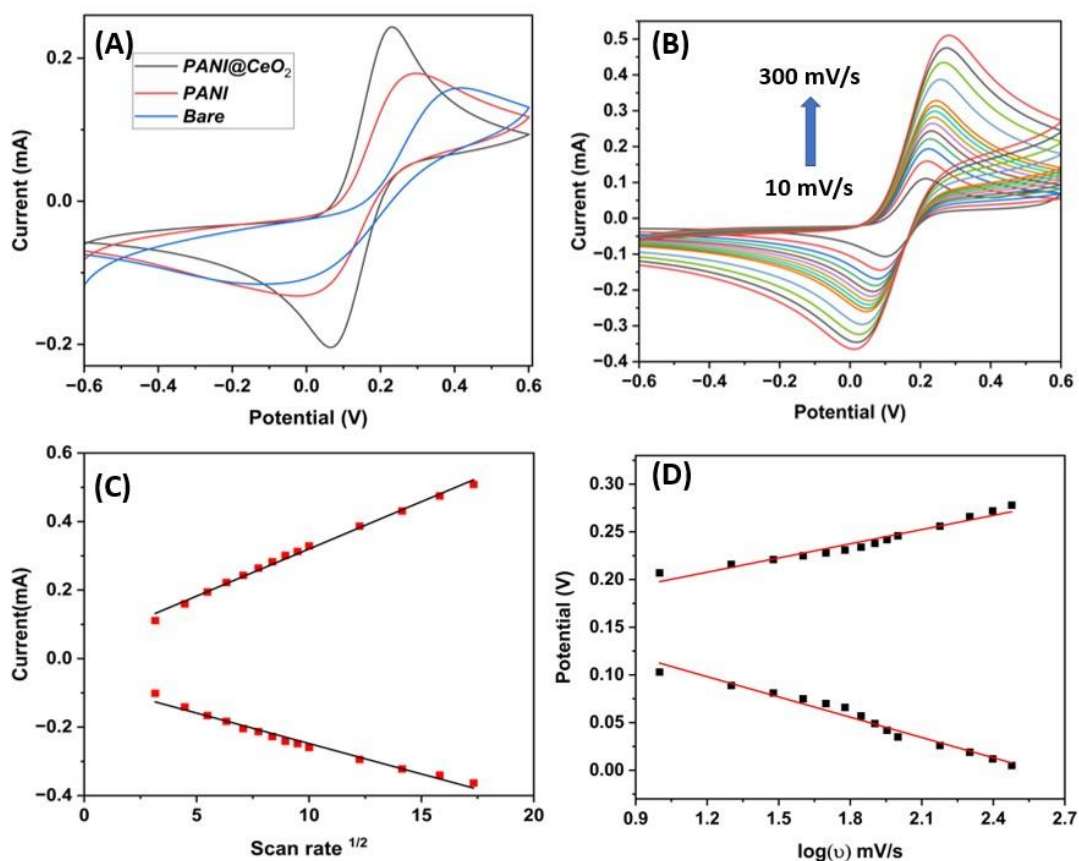 (A)
PANI@CeO₂
PANI
Bare
0.2
0.0
−0.2
Current (mA)
−0.6 −0.4 −0.2 0.0 0.2 0.4 0.6
Potential (V)
(B)
300 mV/s
10 mV/s
0.5
0.4
0.3
0.2
0.1
0.0
−0.1
−0.2
−0.3
−0.4
Current (mA)
−0.6 −0.4 −0.2 0.0 0.2 0.4 0.6
Potential (V)
(C)
0.6
0.4
0.2
0.0
−0.2
−0.4
Current(mA)
0 5 10 15 20
Scan rate ¹ᐟ²
(D)
0.30
0.25
0.20
0.15
0.10
0.05
0.00
Potential (V)
0.9 1.2 1.5 1.8 2.1 2.4 2.7
log(υ) mV/s